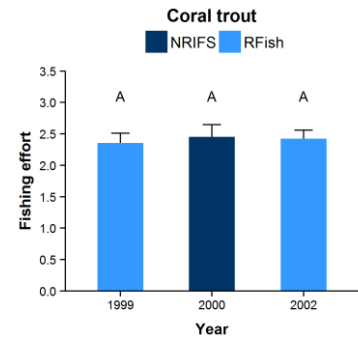 Coral trout
NRIFS RFish
3.5
3.0
2.5
2.0
1.5
1.0
0.5
0.0
Fishing effort
A A A
1999 2000 2002
Year